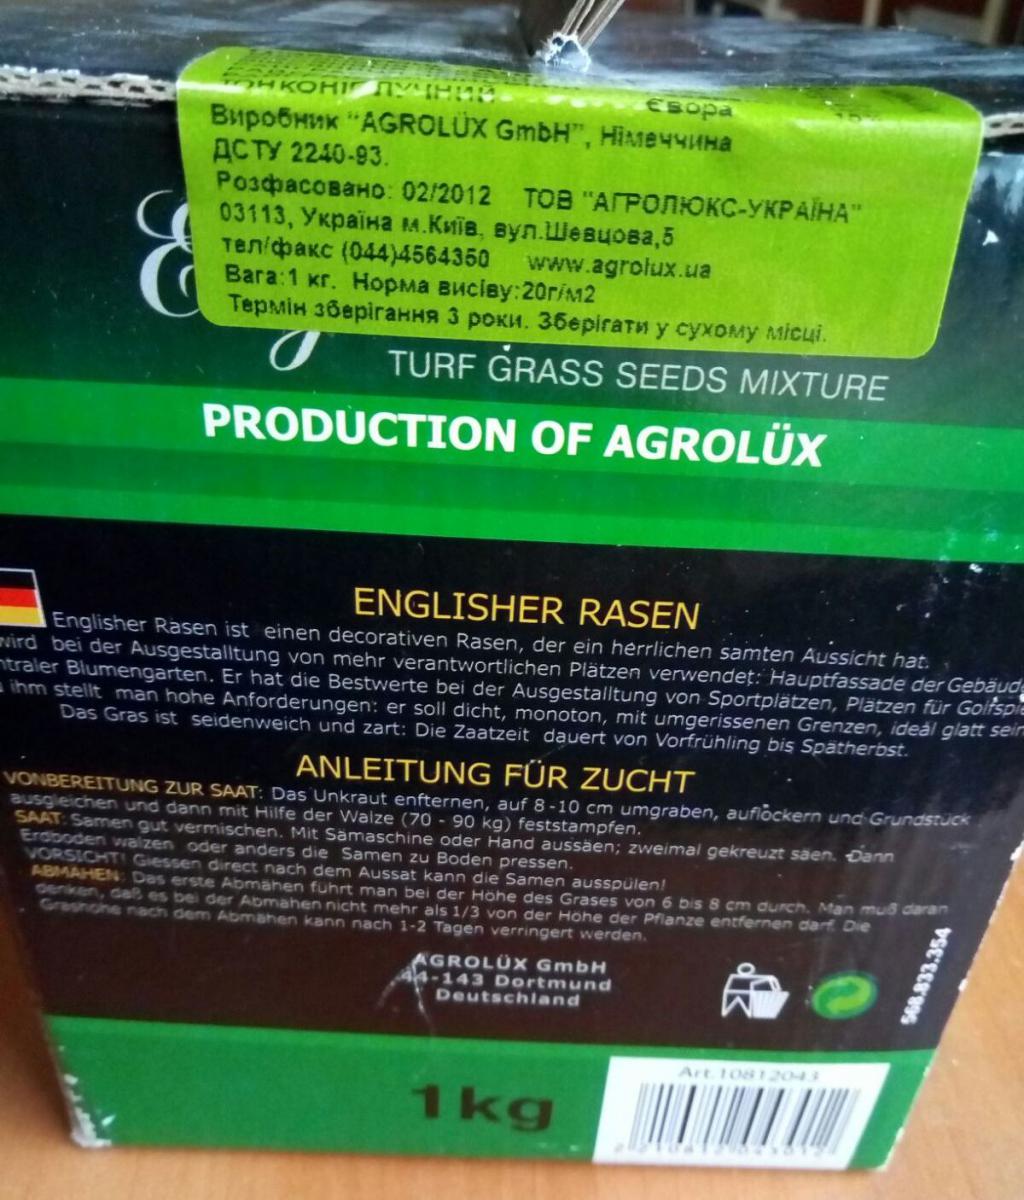 Євора
Виробник "AGROLÜX GmbH", Німеччина
ДСТУ 2240-93.
Розфасовано: 02/2012 ТОВ "АГРОЛЮКС-УКРАЇНА"
03113, Україна м.Київ, вул.Шевцова,5
тел/факс (044)4564350 www.agrolux.ua
Вага:1 кг. Норма висіву:20г/м2
Термін зберігання 3 роки. Зберігати у сухому місці.
TURF GRASS SEEDS MIXTURE
PRODUCTION OF AGROLÜX
ENGLISHER RASEN
Englisher Rasen ist einen decorativen Rasen, der ein herrlichen samten Aussicht hat.
wird bei der Ausgestalltung von mehr verantwortlichen Plätzen verwendet: Hauptfassade der Gebäude
ntraler Blumengarten. Er hat die Bestwerte bei der Ausgestalltung von Sportplätzen, Plätzen für Golfspie
ihm stellt man hohe Anforderungen: er soll dicht, monoton, mit umgerissenen Grenzen, ideäl glatt sein
Das Gras ist seidenweich und zart: Die Zaatzeit dauert von Vorfrühling bis Spätherbst.
ANLEITUNG FÜR ZUCHT
VONBEREITUNG ZUR SAAT: Das Unkraut enfternen, auf 8-10 cm umgraben, auflockern und Grundstück
ausgleichen und dann mit Hilfe der Walze (70 - 90 kg) feststampfen.
SAAT: Samen gut vermischen. Mit Sämaschine oder Hand aussäen; zweimal gekreuzt säen. Dann
Erdboden walzen oder anders die Samen zu Boden pressen.
VORSICHT! Giessen direct nach dem Aussat kann die Samen ausspülen!
ABMAHEN: Das erste Abmähen führt man bei der Höhe des Grases von 6 bis 8 cm durch. Man muß daran
denken, daß es bei der Abmähen nicht mehr als 1/3 von der Höhe der Pflanze entfernen darf. Die
Grashöhe nach dem Abmähen kann nach 1-2 Tagen verringert werden.
AGROLÜX GmbH
44-143 Dortmund
Deutschland
568.833.354
1kg
Art.10812043